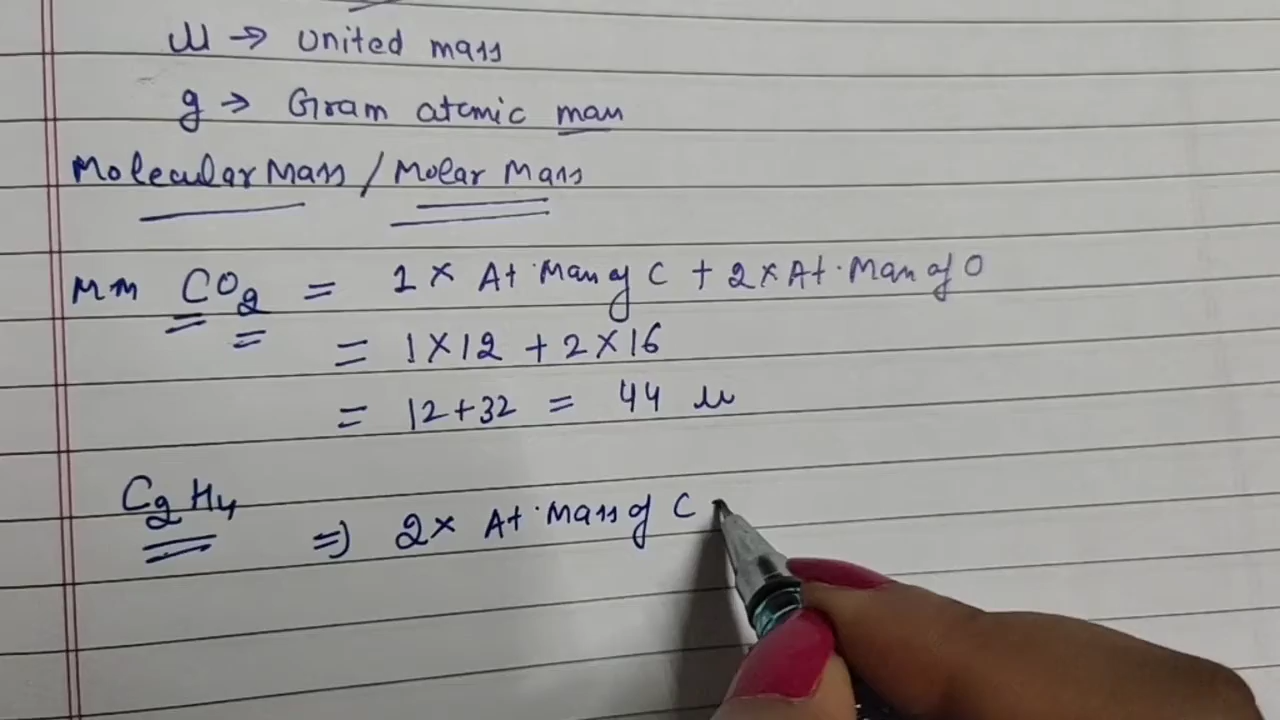 u → United mass
g → Gram atomic mass
Molecular Mass / Molar Mass
MM CO2 = 1 × At. Mass of C + 2 × At. Mass of O
= 1 × 12 + 2 × 16
= 12 + 32 = 44 u
C2H4 ⇒ 2 × At. Mass of C